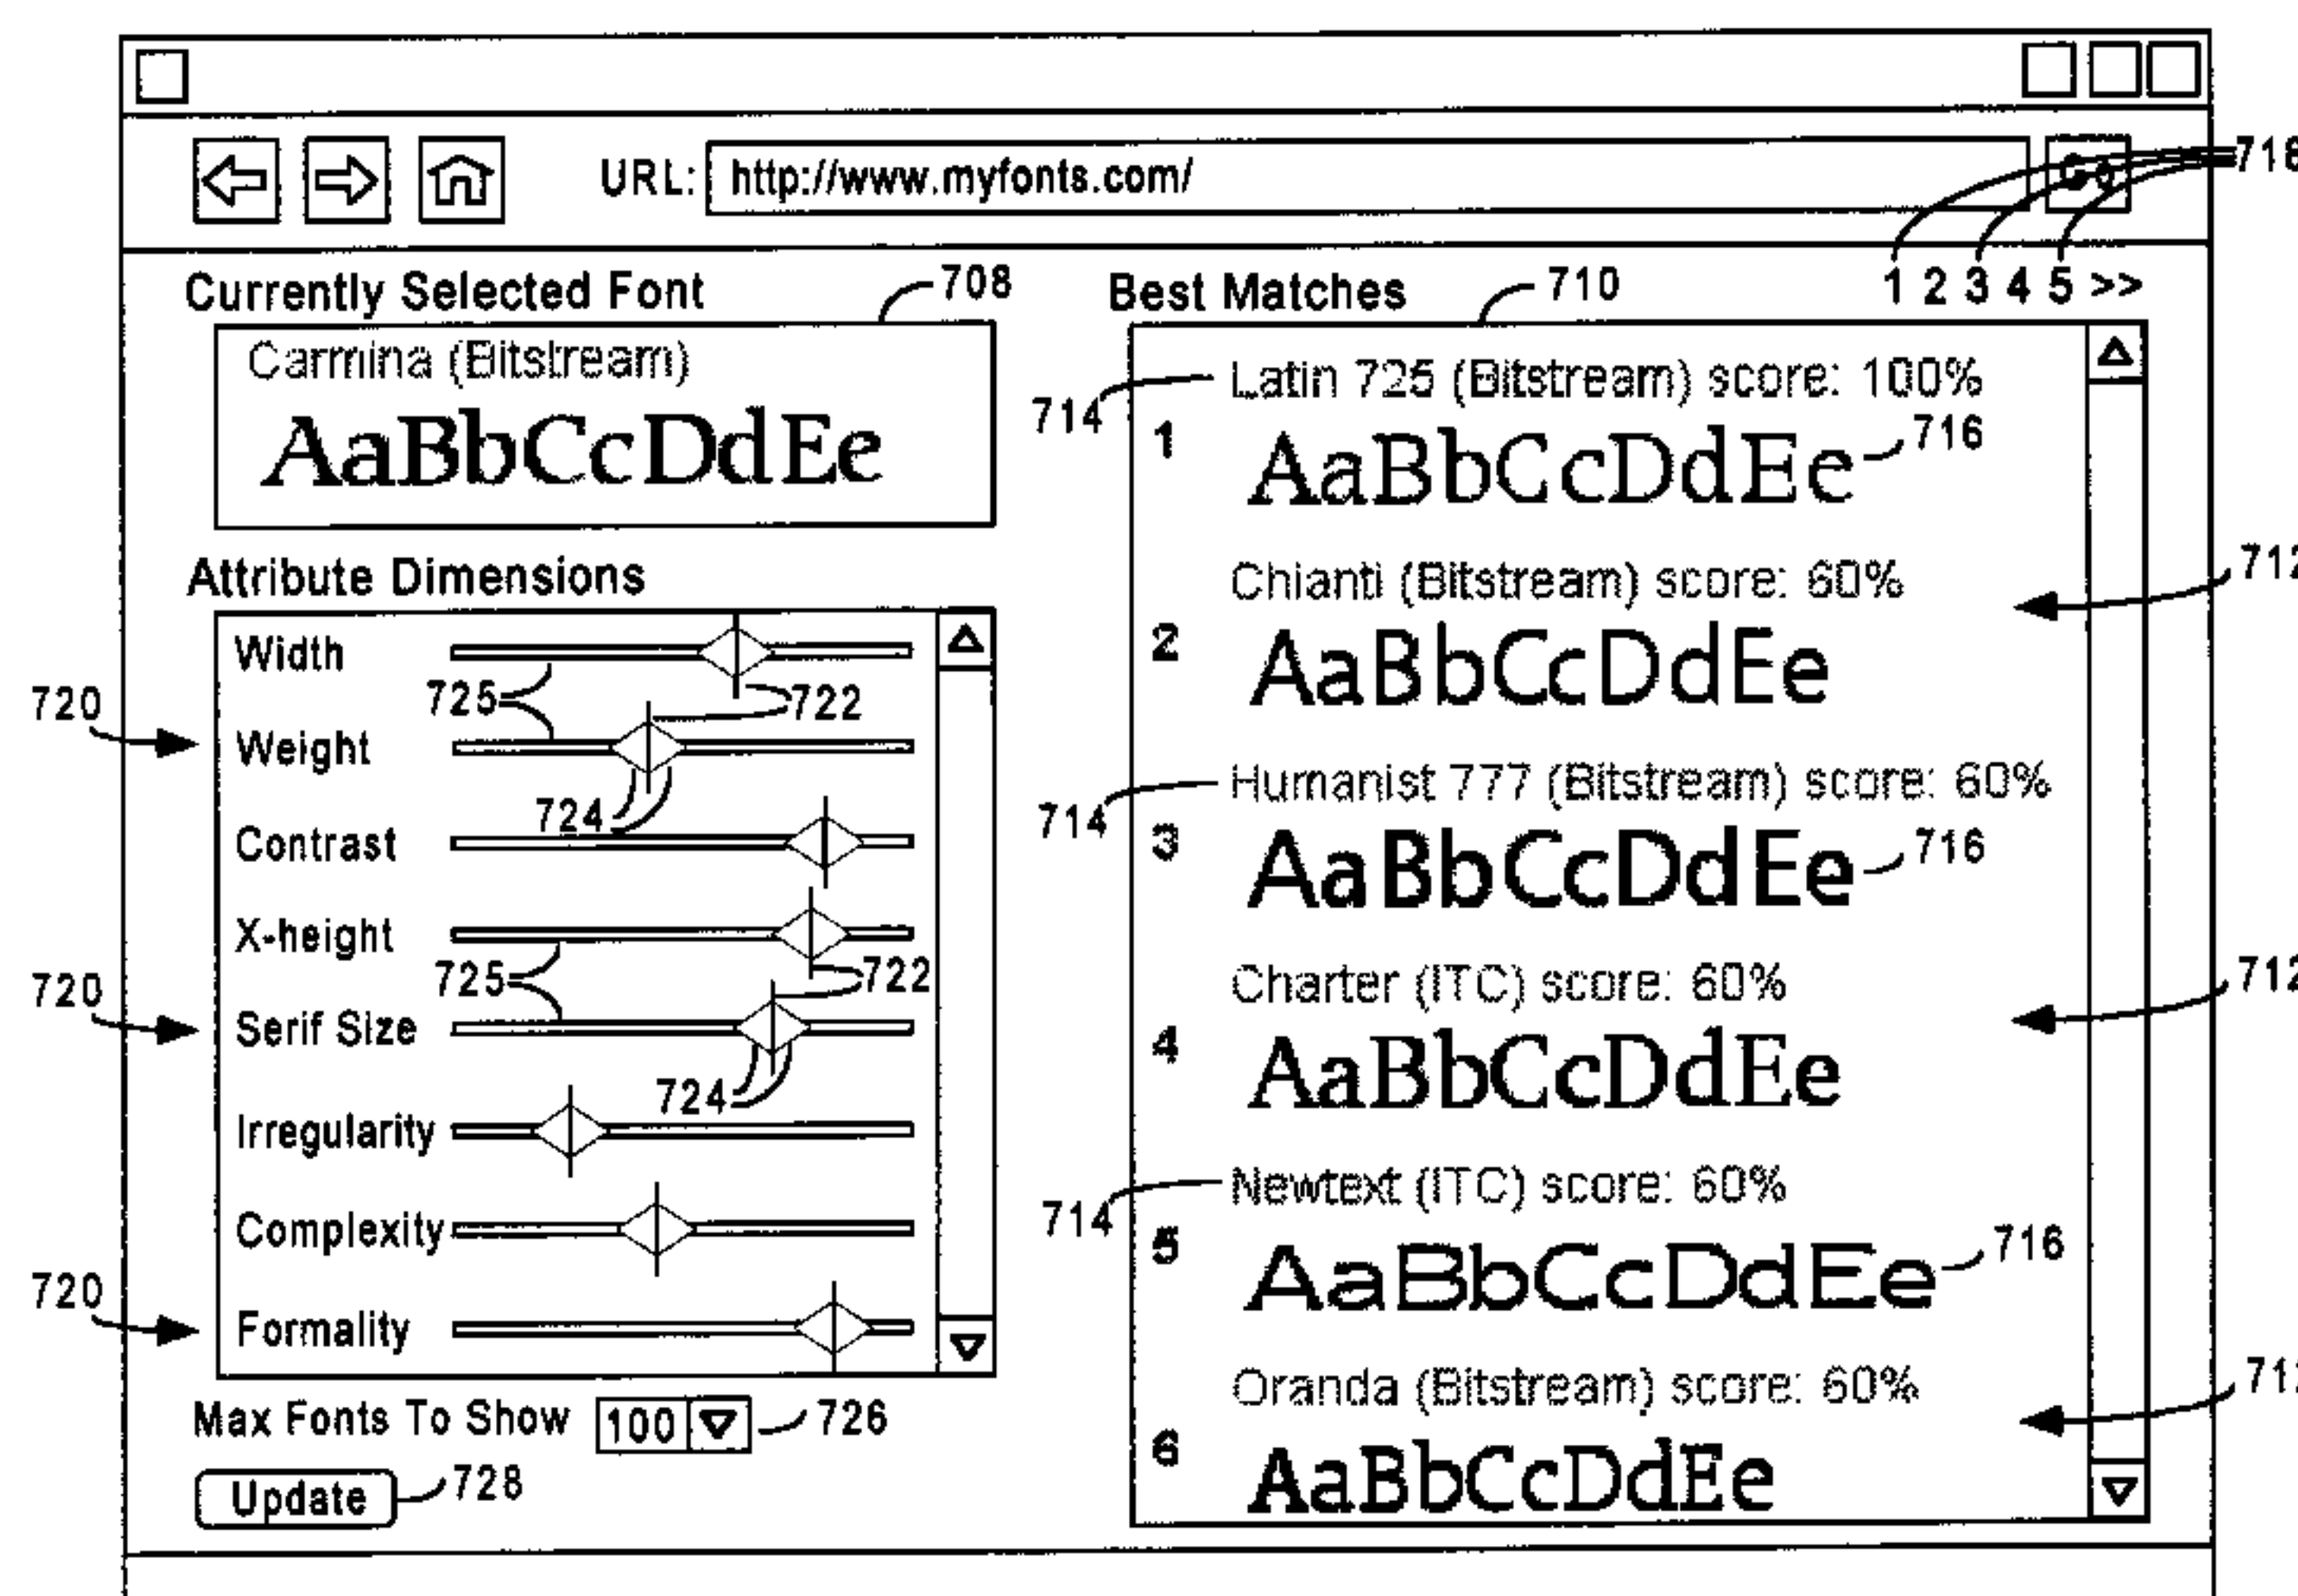 URL: http://www.myfonts.com/ Go 718
Currently Selected Font 708
Carmina (Bitstream)
AaBbCcDdEe
Attribute Dimensions
Width
725 722
720 Weight
724
Contrast
X-height
725 722
720 Serif Size
724
Irregularity
Complexity
720 Formality
Max Fonts To Show 100 726
Update 728
Best Matches 710 1 2 3 4 5 >>
714 Latin 725 (Bitstream) score: 100%
1 AaBbCcDdEe 716
Chianti (Bitstream) score: 60% 712
2 AaBbCcDdEe
714 Humanist 777 (Bitstream) score: 60%
3 AaBbCcDdEe 716
Charter (ITC) score: 60% 712
4 AaBbCcDdEe
714 Newtext (ITC) score: 60%
5 AaBbCcDdEe 716
Oranda (Bitstream) score: 60% 712
6 AaBbCcDdEe